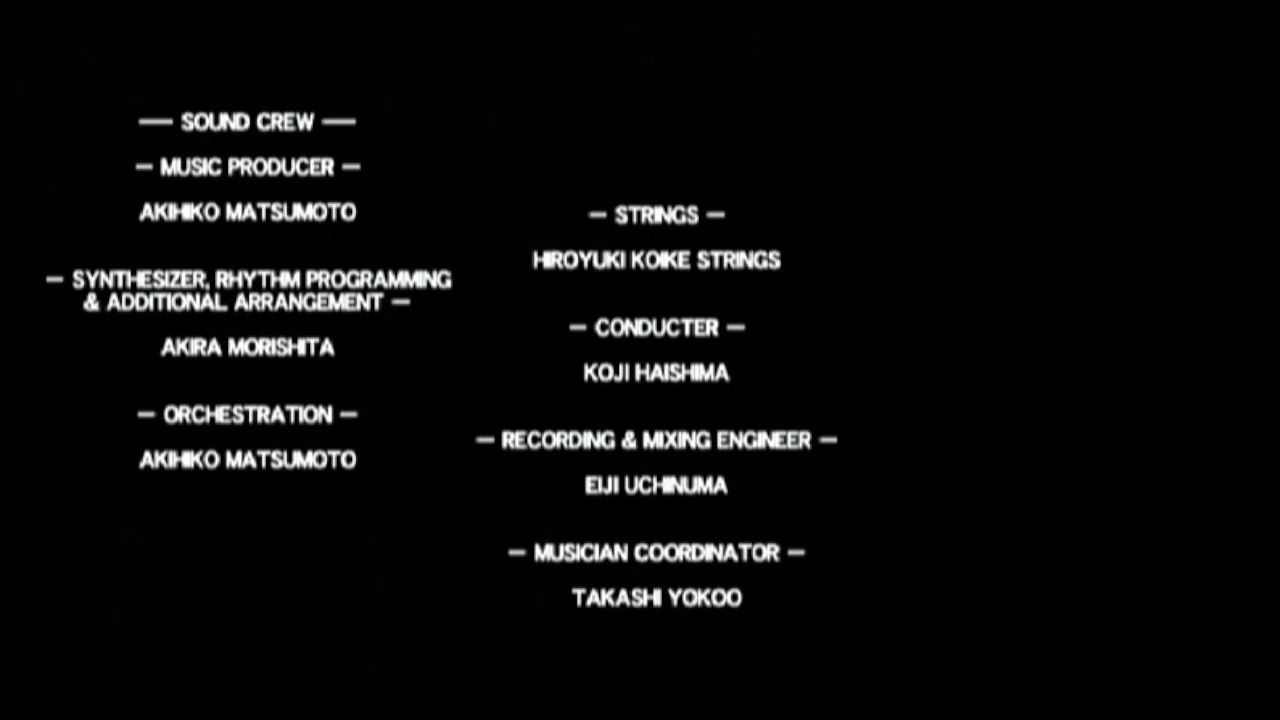 — SOUND CREW —
– MUSIC PRODUCER –
AKIHIKO MATSUMOTO
– SYNTHESIZER, RHYTHM PROGRAMMING
& ADDITIONAL ARRANGEMENT –
AKIRA MORISHITA
– ORCHESTRATION –
AKIHIKO MATSUMOTO
– STRINGS –
HIROYUKI KOIKE STRINGS
– CONDUCTER –
KOJI HAISHIMA
– RECORDING & MIXING ENGINEER –
EIJI UCHINUMA
– MUSICIAN COORDINATOR –
TAKASHI YOKOO